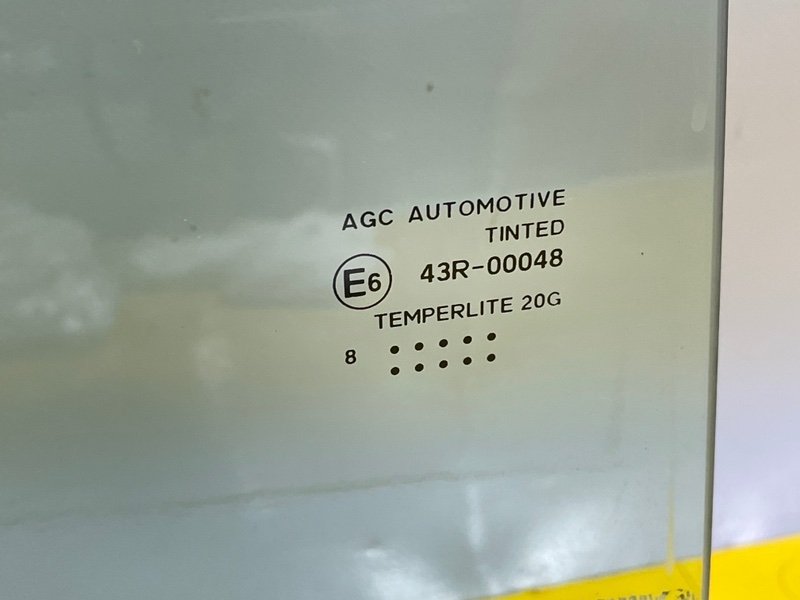 AGC AUTOMOTIVE
TINTED
E6 43R-00048
TEMPERLITE 20G
8